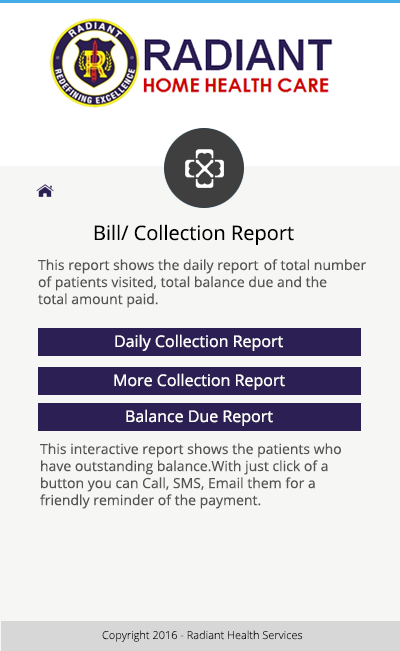 RADIANT
R
REDEFINING EXCELLENCE
RADIANT
HOME HEALTH CARE
Bill/ Collection Report
This report shows the daily report of total number
of patients visited, total balance due and the
total amount paid.
Daily Collection Report
More Collection Report
Balance Due Report
This interactive report shows the patients who
have outstanding balance.With just click of a
button you can Call, SMS, Email them for a
friendly reminder of the payment.
Copyright 2016 - Radiant Health Services